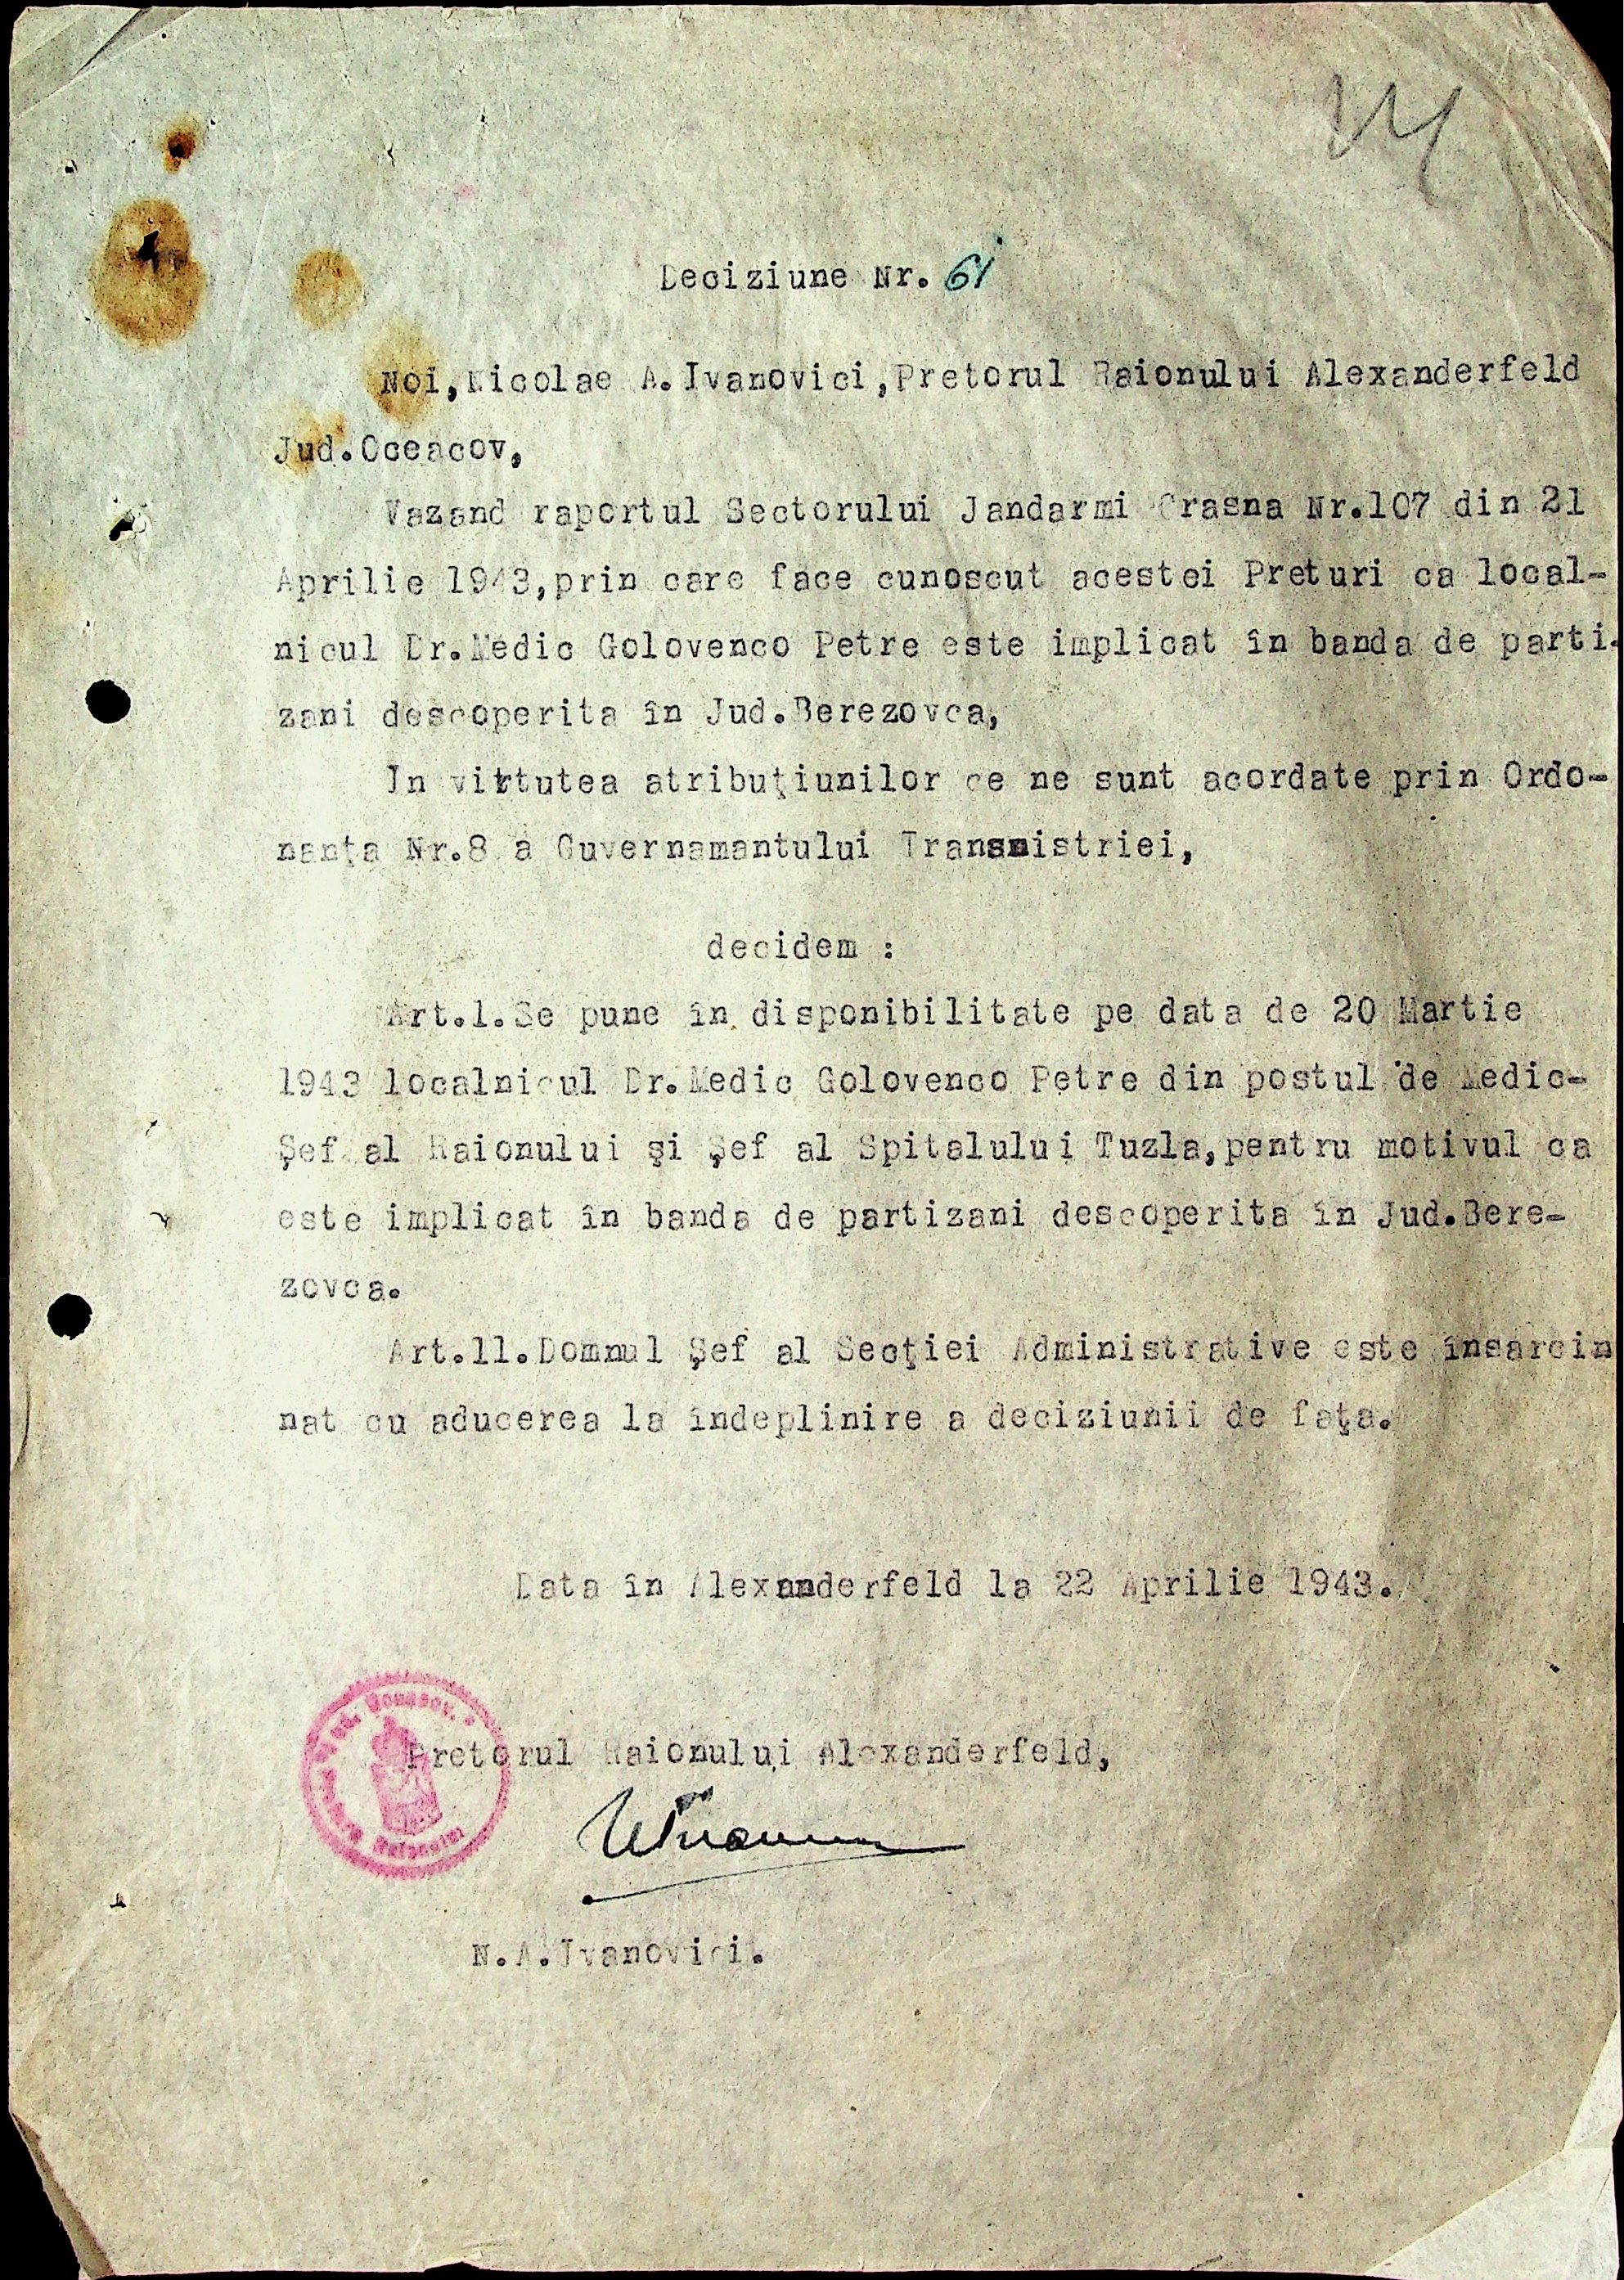 Deciziune Nr. 61
Noi,Nicolae A.Ivanovici,Pretorul Raionului Alexanderfeld
Jud.Oceacov,
Vazand raportul Sectorului Jandarmi Crasna Nr.107 din 21
Aprilie 1943,prin care face cunoscut acestei Preturi ca local-
nicul Dr.Medic Golovenco Petre este implicat în banda de parti-
zani descoperita în Jud.Berezovca,
In virtutea atribuţiunilor ce ne sunt acordate prin Ordo-
nanţa Nr.8 a Guvernamantului Transnistriei,
decidem :
Art.1.Se pune în disponibilitate pe data de 20 Martie
1943 localnicul Dr.Medic Golovenco Petre din postul de Medic-
Şef al Raionului şi Şef al Spitalului Tuzla,pentru motivul ca
este implicat în banda de partizani descoperita în Jud.Bere-
zovca.
Art.11.Domnul Şef al Secţiei Administrative este însarcin
nat cu aducerea la îndeplinire a deciziunii de faţa.
Data în Alexanderfeld la 22 Aprilie 1943.
Pretorul Raionului Alexanderfeld,
N.A.Ivanovici.